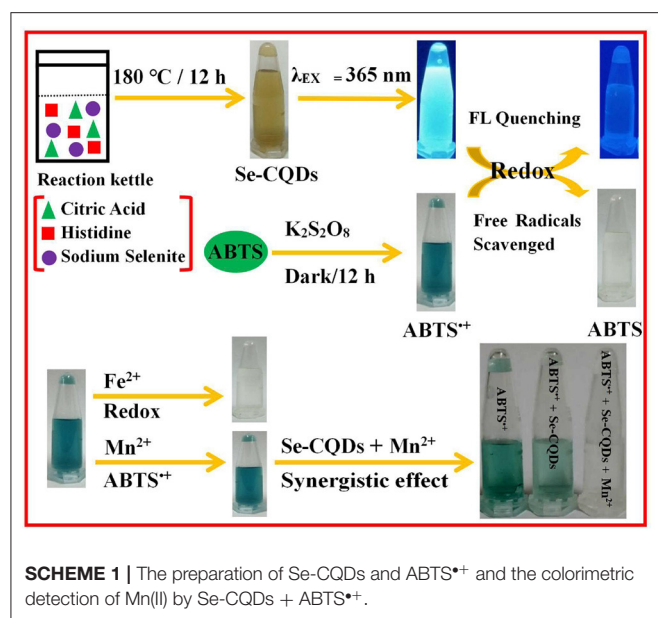 180 °C / 12 h
λEX = 365 nm
FL Quenching
Reaction kettle
Se-CQDs
Redox
Citric Acid
Histidine
Sodium Selenite
ABTS
K2S2O8
Dark/12 h
Free Radicals
Scavenged
ABTS•+
ABTS
Fe2+
Redox
Mn2+
ABTS•+
Se-CQDs + Mn2+
Synergistic effect
ABTS•+
ABTS•+ + Se-CQDs
ABTS•+ + Se-CQDs + Mn2+
SCHEME 1 | The preparation of Se-CQDs and ABTS•+ and the colorimetric
detection of Mn(II) by Se-CQDs + ABTS•+.